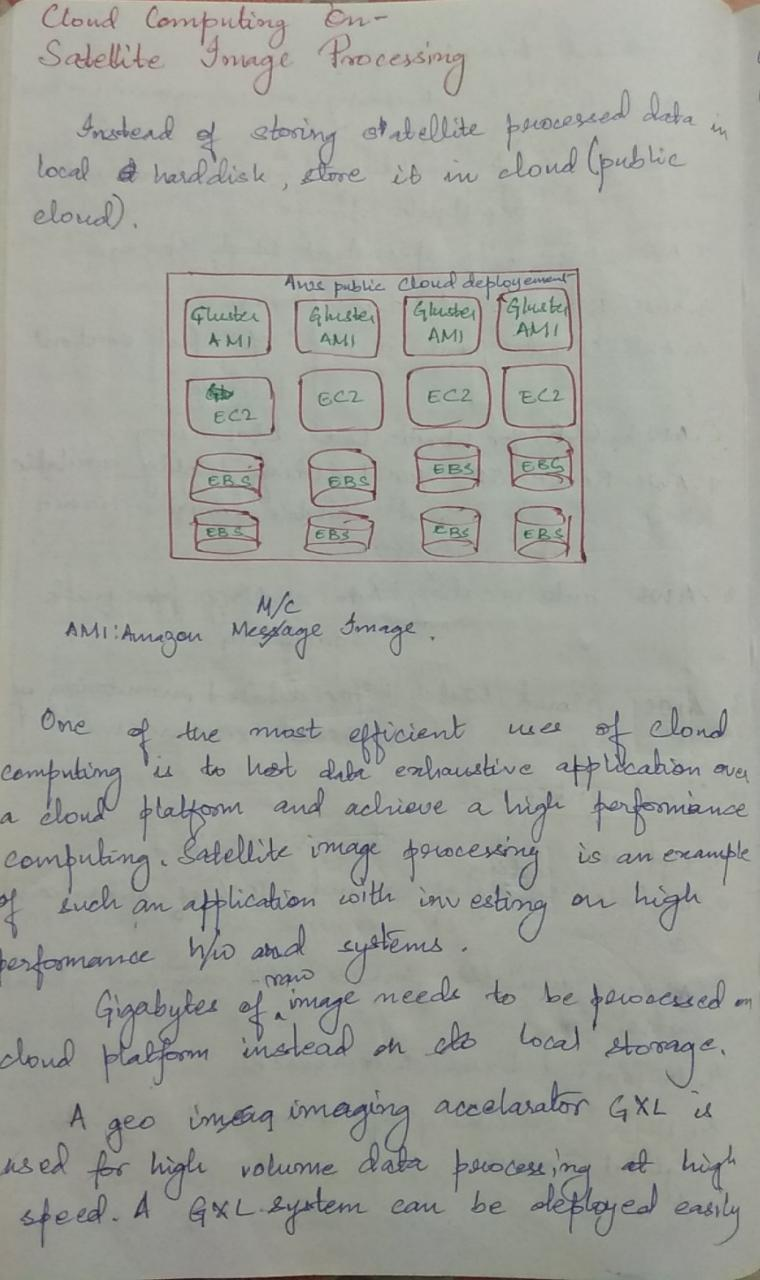 Cloud Computing On-
Satellite Image Processing
Instead of storing statellite processed data in
local harddisk, store it in cloud (public
cloud).
Aws public Cloud deployement
Gluster AMI Gluster AMI Gluster AMI Gluster AMI
EC2 EC2 EC2 EC2
EBS EBS EBS EBS
EBS EBS EBS EBS
M/C
AMI: Amazon Message Image.
One of the most efficient uses of cloud
computing is to host data exhaustive application over
a cloud platform and achieve a high performance
computing. Satellite image processing is an example
of such an application with investing on high
performance h/w and systems.
raw
Gigabytes of image needs to be processed on
cloud platform instead on local storage.
A geo imaging accelarator GXL is
used for high volume data processing at high
speed. A GXL system can be deployed easily